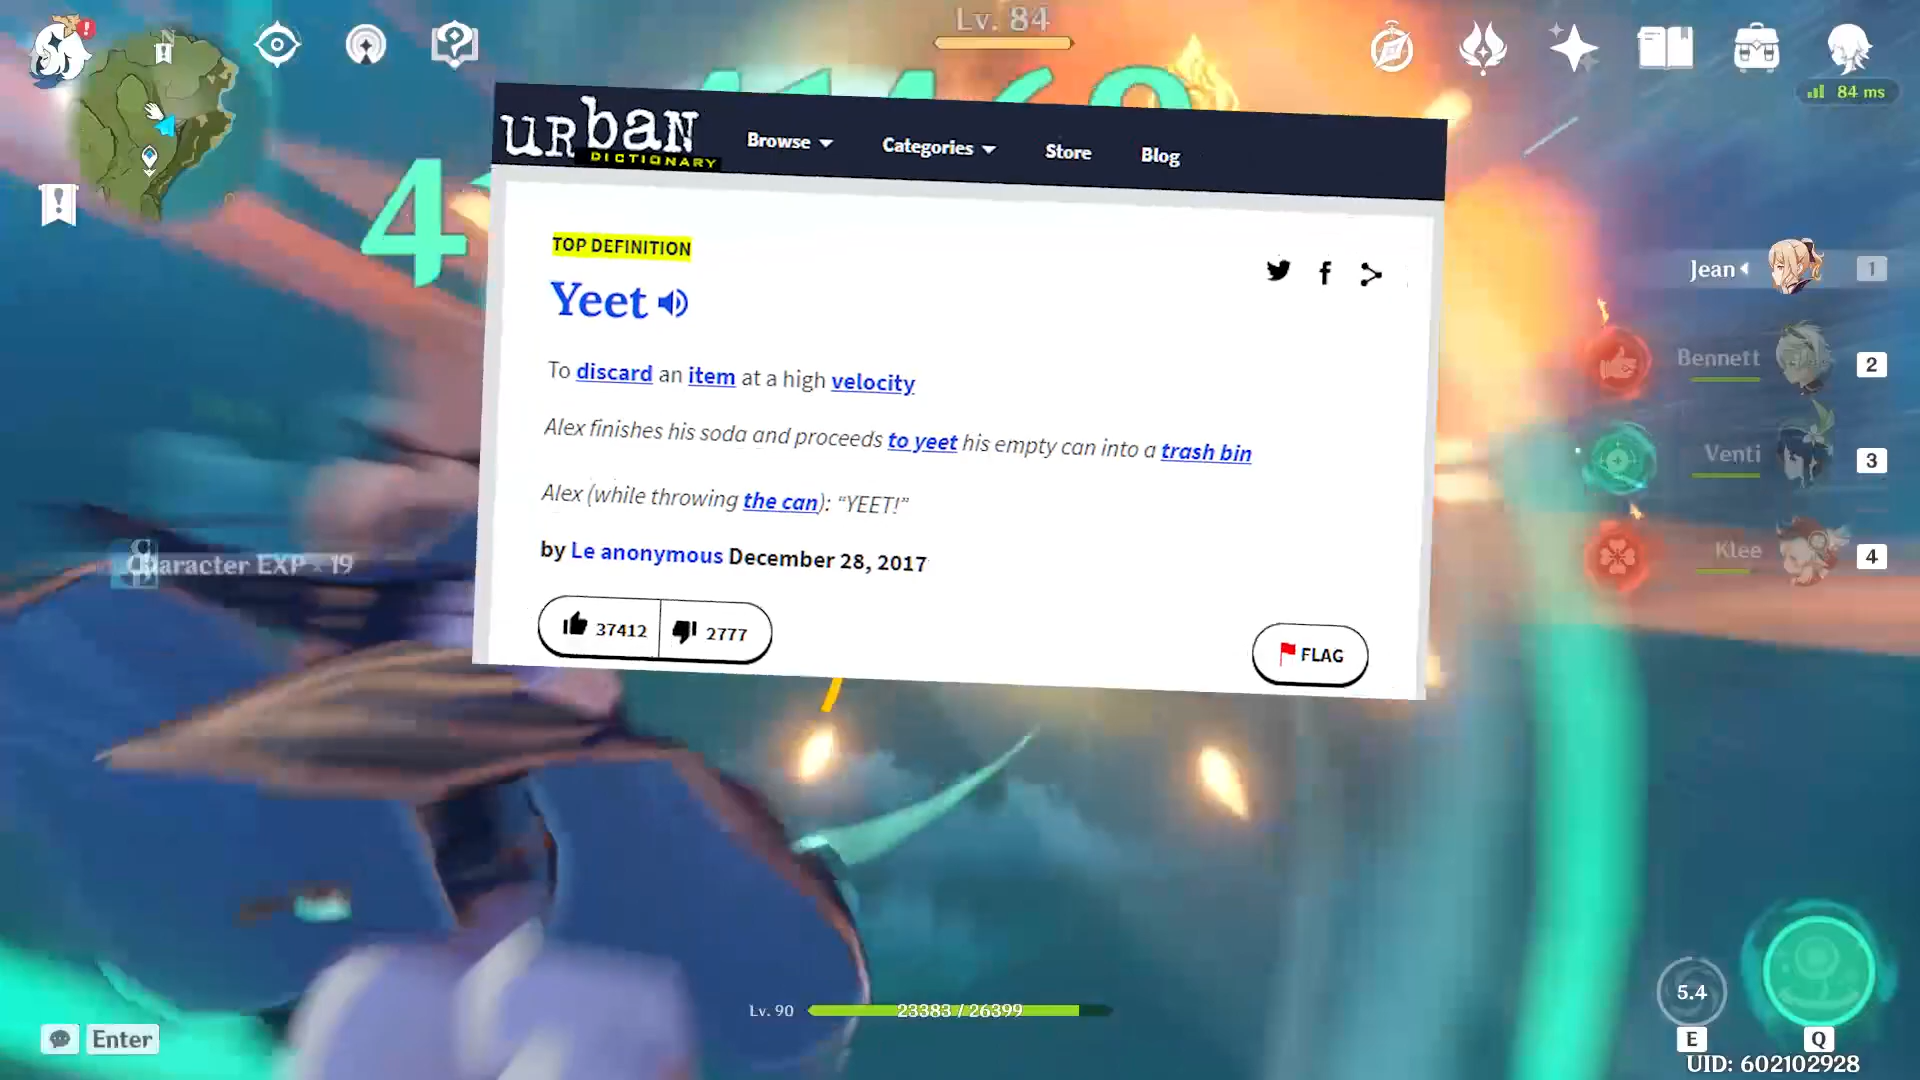 Lv. 84
N
84 ms
urban
DICTIONARY
Browse
Categories
Store
Blog
4
TOP DEFINITION
Yeet
To discard an item at a high velocity
Alex finishes his soda and proceeds to yeet his empty can into a trash bin
Alex (while throwing the can): “YEET!”
by Le anonymous December 28, 2017
37412
2777
FLAG
Jean
1
Bennett
2
Venti
3
Klee
4
Character EXP × 19
Lv. 90
23383 / 26399
5.4
E
Q
Enter
UID: 602102928